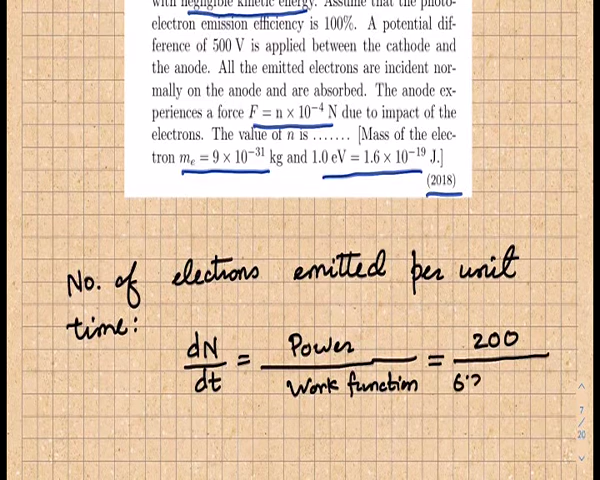 with negligible kinetic energy. Assume that the photo-
electron emission efficiency is 100%. A potential dif-
ference of 500 V is applied between the cathode and
the anode. All the emitted electrons are incident nor-
mally on the anode and are absorbed. The anode ex-
periences a force F = n × 10⁻⁴ N due to impact of the
electrons. The value of n is ....... [Mass of the elec-
tron mₑ = 9 × 10⁻³¹ kg and 1.0 eV = 1.6 × 10⁻¹⁹ J.]
(2018)
No. of electrons emitted per unit
time:
dN/dt = Power/Work function = 200/6.2
7
/
20